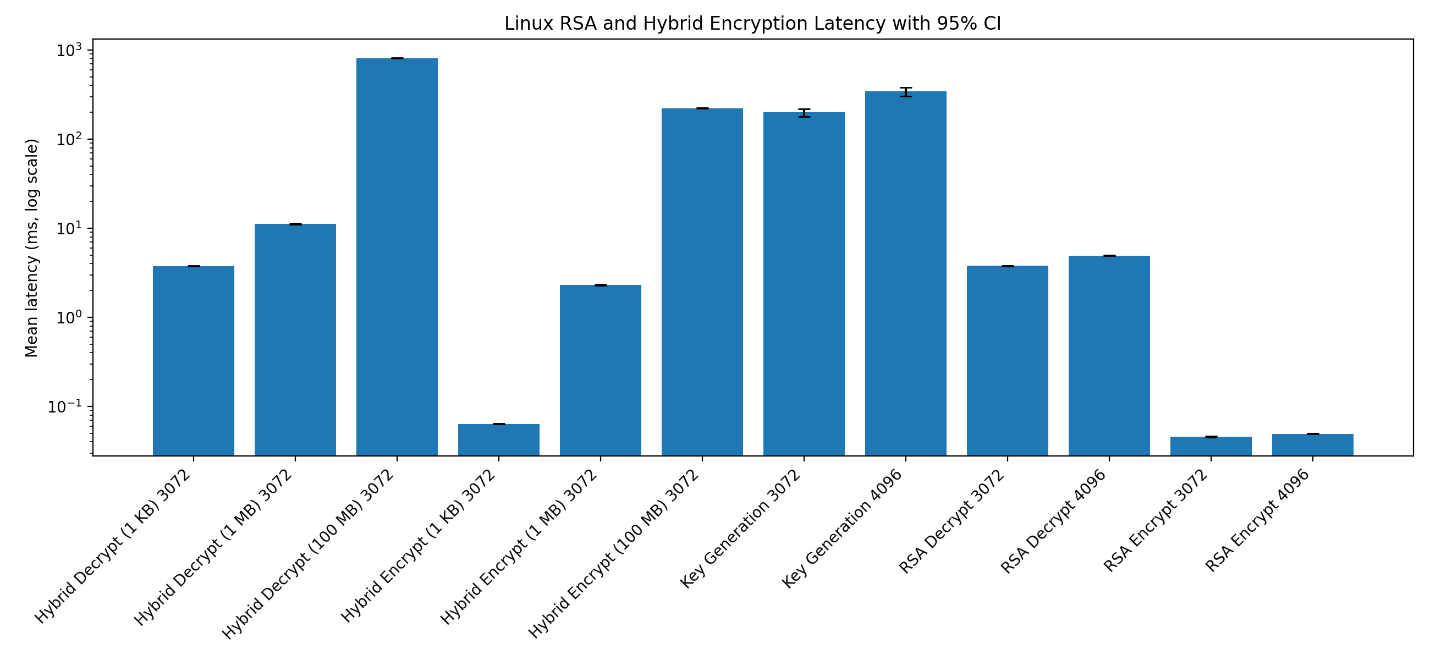 Linux RSA and Hybrid Encryption Latency with 95% CI
Mean latency (ms, log scale)
10³
10²
10¹
10⁰
10⁻¹
Hybrid Decrypt (1 KB) 3072
Hybrid Decrypt (1 MB) 3072
Hybrid Decrypt (100 MB) 3072
Hybrid Encrypt (1 KB) 3072
Hybrid Encrypt (1 MB) 3072
Hybrid Encrypt (100 MB) 3072
Key Generation 3072
Key Generation 4096
RSA Decrypt 3072
RSA Decrypt 4096
RSA Encrypt 3072
RSA Encrypt 4096